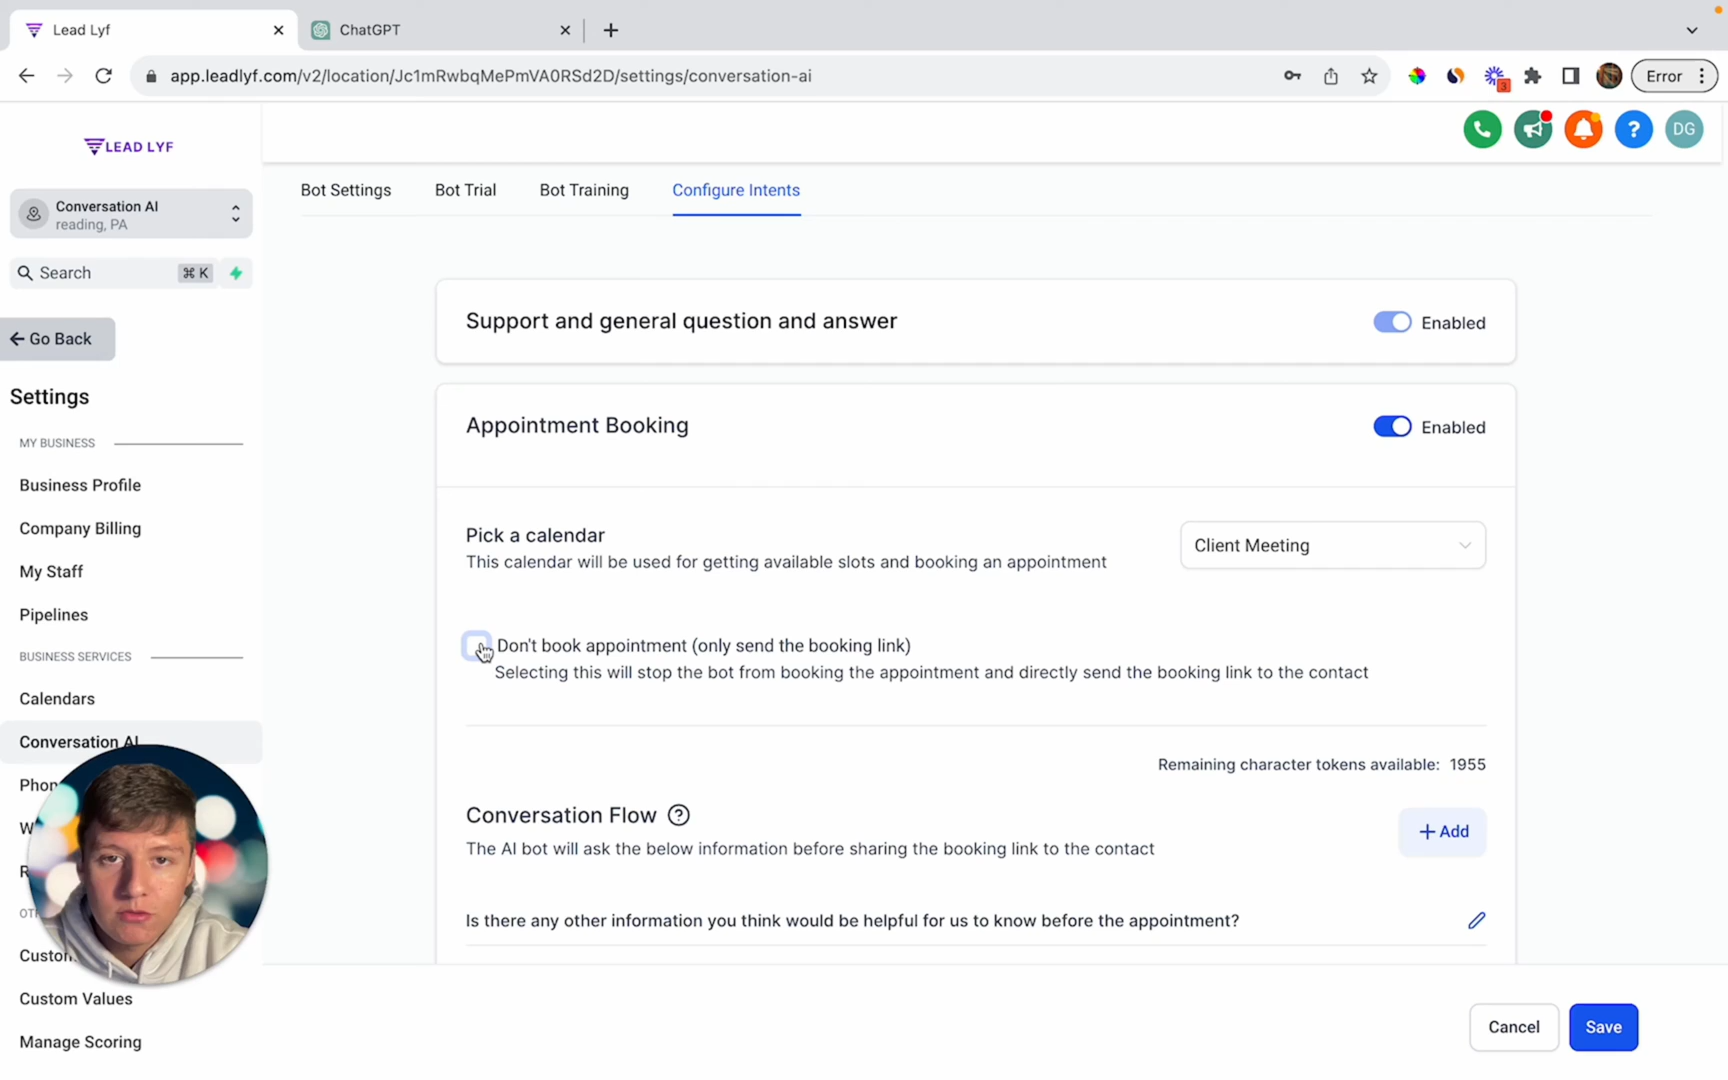 Lead Lyf
ChatGPT
app.leadlyf.com/v2/location/Jc1mRwbqMePmVA0RSd2D/settings/conversation-ai
3
Error
LEAD LYF
? DG
Conversation AI
reading, PA
Search ⌘ K
Go Back
Settings
MY BUSINESS
Business Profile
Company Billing
My Staff
Pipelines
BUSINESS SERVICES
Calendars
Conversation AI
Phon
W
R
OT
Custom
Custom Values
Manage Scoring
Bot Settings Bot Trial Bot Training Configure Intents
Support and general question and answer Enabled
Appointment Booking Enabled
Pick a calendar
This calendar will be used for getting available slots and booking an appointment
Client Meeting
Don't book appointment (only send the booking link)
Selecting this will stop the bot from booking the appointment and directly send the booking link to the contact
Remaining character tokens available: 1955
Conversation Flow ?
+ Add
The AI bot will ask the below information before sharing the booking link to the contact
Is there any other information you think would be helpful for us to know before the appointment?
Cancel Save